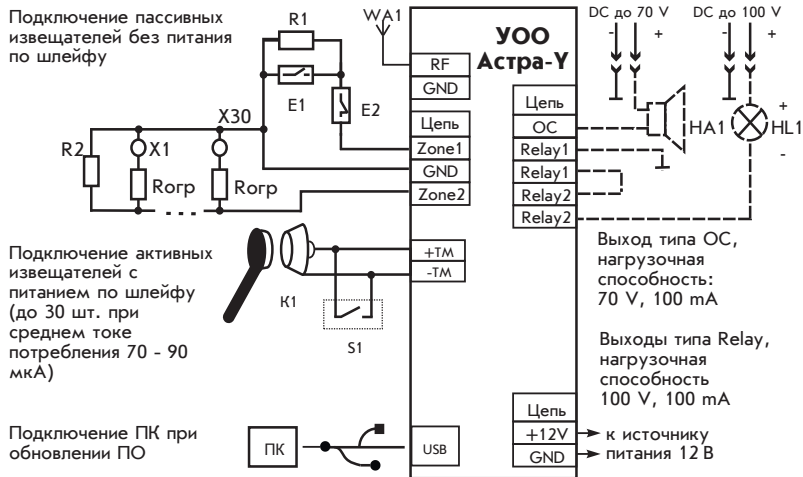 Подключение пассивных
извещателей без питания
по шлейфу
R1
E1
E2
X30
R2
X1
Rогр
Rогр
. . .
Подключение активных
извещателей с
питанием по шлейфу
(до 30 шт. при
среднем токе
потребления 70 - 90
мкА)
K1
S1
Подключение ПК при
обновлении ПО
ПК
WA1
УОО
Астра-Y
RF
GND
Цепь
Zone1
GND
Zone2
+TM
-TM
USB
Цепь
OC
Relay1
Relay1
Relay2
Relay2
Цепь
+12V
GND
DC до 70 V
- +
DC до 100 V
- +
HA1
+
HL1
-
Выход типа ОС,
нагрузочная
способность:
70 V, 100 mA
Выходы типа Relay,
нагрузочная
способность
100 V, 100 mA
к источнику
питания 12 В